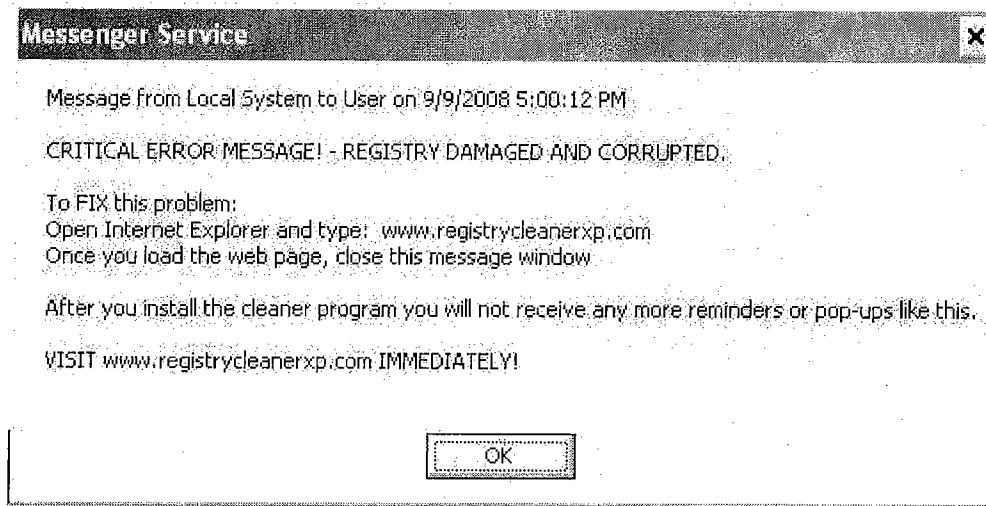 Messenger Service
Message from Local System to User on 9/9/2008 5:00:12 PM
CRITICAL ERROR MESSAGE! - REGISTRY DAMAGED AND CORRUPTED.
To FIX this problem:
Open Internet Explorer and type: www.registrycleanerxp.com
Once you load the web page, close this message window
After you install the cleaner program you will not receive any more reminders or pop-ups like this.
VISIT www.registrycleanerxp.com IMMEDIATELY!
OK